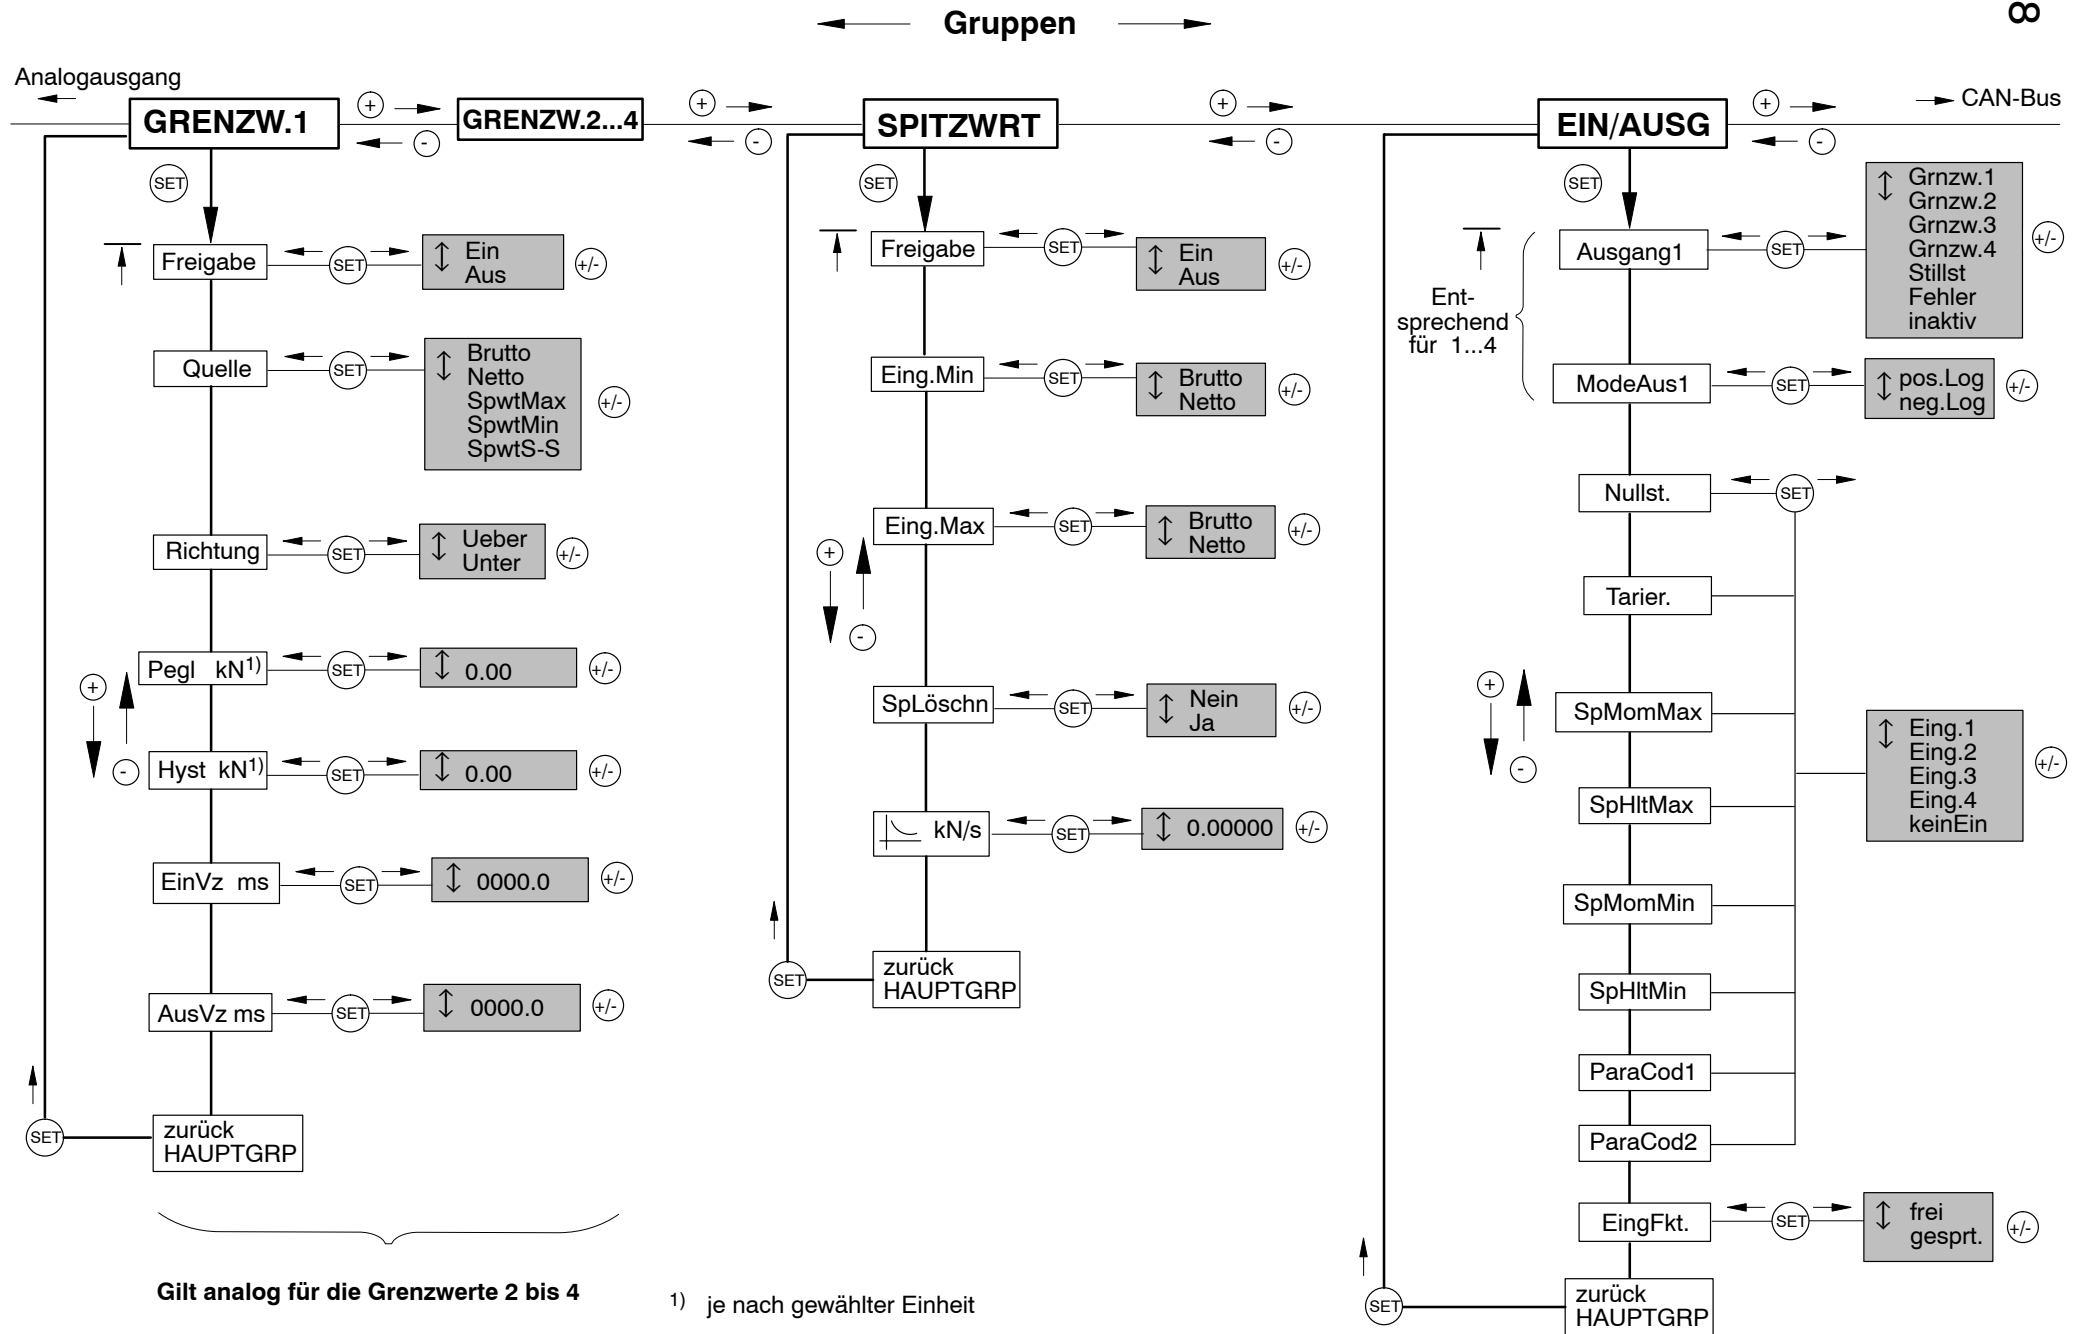 8
Gruppen
Analogausgang
CAN-Bus
GRENZW.1
+
-
GRENZW.2...4
+
-
SPITZWRT
+
-
EIN/AUSG
+
-
SET
Freigabe
SET
Ein
Aus
+/-
Quelle
SET
Brutto
Netto
SpwtMax
SpwtMin
SpwtS-S
+/-
Richtung
SET
Ueber
Unter
+/-
Pegl kN1)
SET
0.00
+/-
+
-
Hyst kN1)
SET
0.00
+/-
EinVz ms
SET
0000.0
+/-
AusVz ms
SET
0000.0
+/-
SET
zurück
HAUPTGRP
Gilt analog für die Grenzwerte 2 bis 4
SET
Freigabe
SET
Ein
Aus
+/-
Eing.Min
SET
Brutto
Netto
+/-
Eing.Max
SET
Brutto
Netto
+/-
+
-
SpLöschn
SET
Nein
Ja
+/-
kN/s
SET
0.00000
+/-
SET
zurück
HAUPTGRP
1) je nach gewählter Einheit
SET
Ent-
sprechend
für 1...4
Ausgang1
SET
Grnzw.1
Grnzw.2
Grnzw.3
Grnzw.4
Stillst
Fehler
inaktiv
+/-
ModeAus1
SET
pos.Log
neg.Log
+/-
Nullst.
SET
Tarier.
+
-
SpMomMax
SpHltMax
SpMomMin
SpHltMin
ParaCod1
ParaCod2
Eing.1
Eing.2
Eing.3
Eing.4
keinEin
+/-
EingFkt.
SET
frei
gesprt.
+/-
SET
zurück
HAUPTGRP